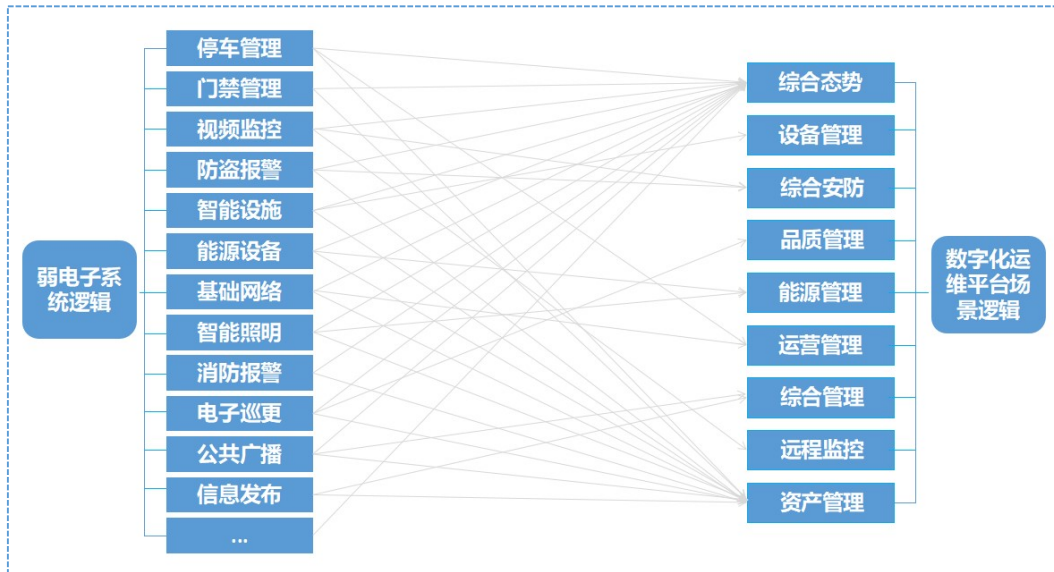 弱电子系
统逻辑
停车管理
门禁管理
视频监控
防盗报警
智能设施
能源设备
基础网络
智能照明
消防报警
电子巡更
公共广播
信息发布
...
综合态势
设备管理
综合安防
品质管理
能源管理
运营管理
综合管理
远程监控
资产管理
数字化运
维平台场
景逻辑